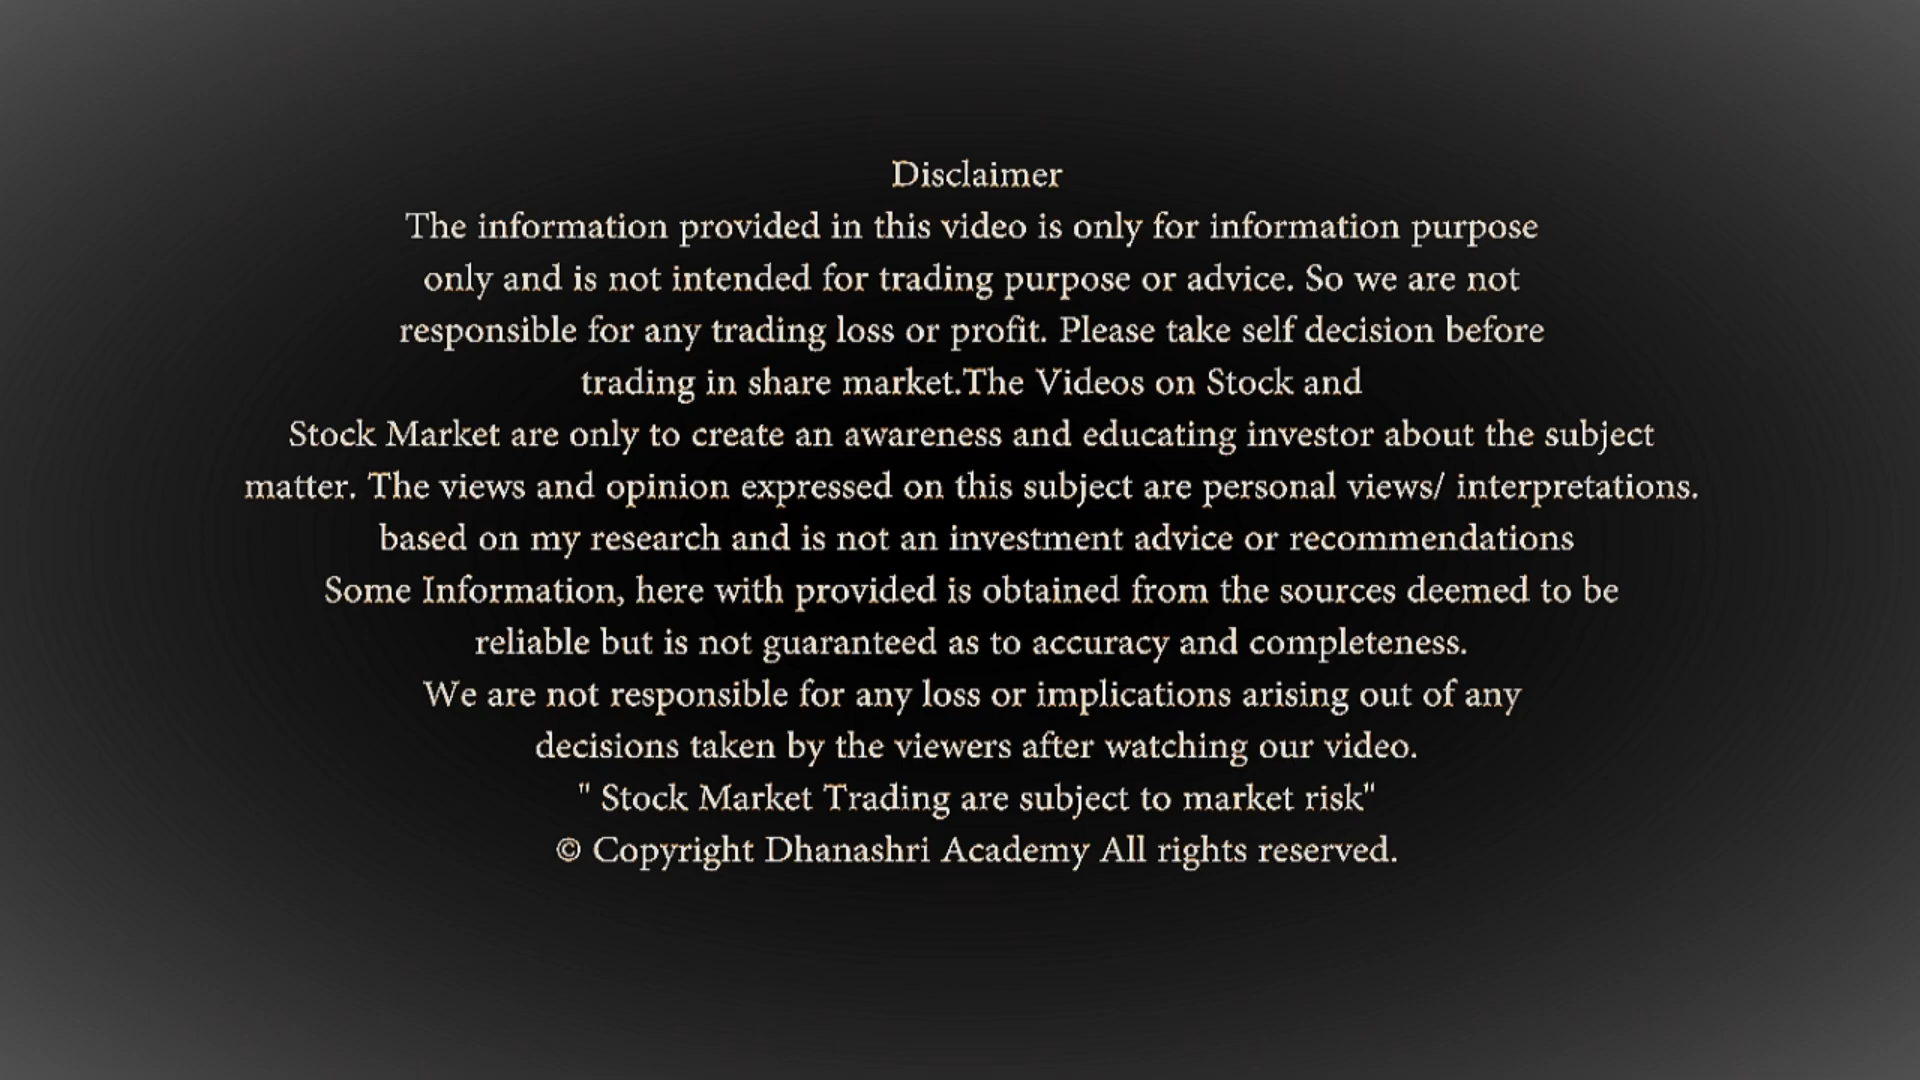 Disclaimer
The information provided in this video is only for information purpose
only and is not intended for trading purpose or advice. So we are not
responsible for any trading loss or profit. Please take self decision before
trading in share market.The Videos on Stock and
Stock Market are only to create an awareness and educating investor about the subject
matter. The views and opinion expressed on this subject are personal views/ interpretations.
based on my research and is not an investment advice or recommendations
Some Information, here with provided is obtained from the sources deemed to be
reliable but is not guaranteed as to accuracy and completeness.
We are not responsible for any loss or implications arising out of any
decisions taken by the viewers after watching our video.
" Stock Market Trading are subject to market risk"
© Copyright Dhanashri Academy All rights reserved.